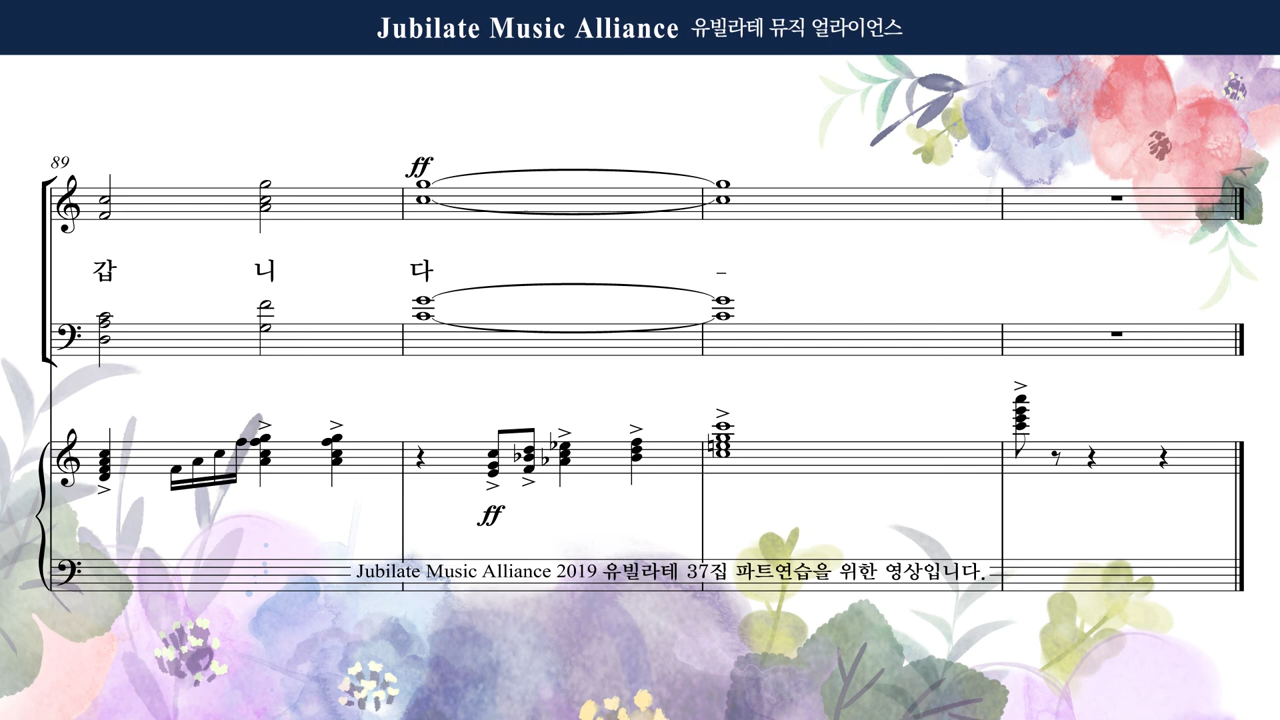 Jubilate Music Alliance 유빌라테 뮤직 얼라이언스
89
ff
갑 니 다 -
ff
Jubilate Music Alliance 2019 유빌라테 37집 파트연습을 위한 영상입니다.